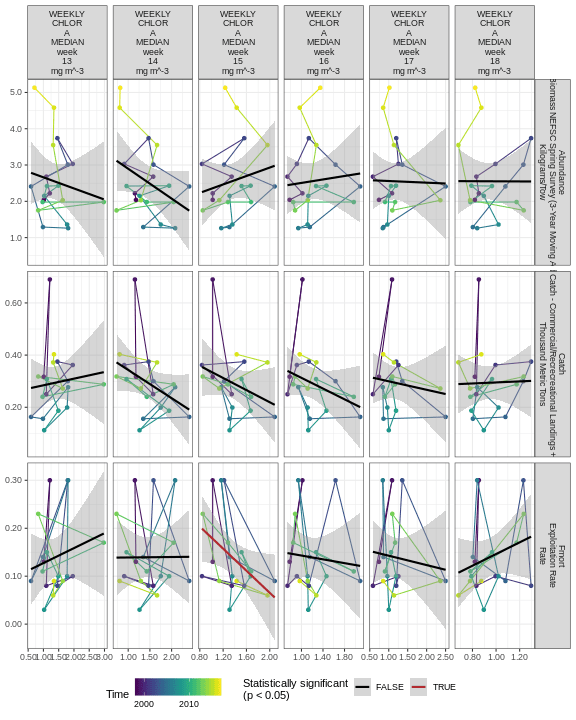 WEEKLY
CHLOR
A
MEDIAN
week
13
mg m^-3
WEEKLY
CHLOR
A
MEDIAN
week
14
mg m^-3
WEEKLY
CHLOR
A
MEDIAN
week
15
mg m^-3
WEEKLY
CHLOR
A
MEDIAN
week
16
mg m^-3
WEEKLY
CHLOR
A
MEDIAN
week
17
mg m^-3
WEEKLY
CHLOR
A
MEDIAN
week
18
mg m^-3
5.0
4.0
3.0
2.0
1.0
Abundance
Biomass NEFSC Spring Survey (3-Year Moving A
Kilograms/Tow
0.60
0.40
0.20
Catch
Catch - Commercial/Recreational Landings +
Thousand Metric Tons
0.30
0.20
0.10
0.00
Fmort
Exploitation Rate
Rate
0.50 1.00 1.50 2.00 2.50 3.00
1.00 1.50 2.00
0.80 1.20 1.60 2.00
1.00 1.40 1.80
0.50 1.00 1.50 2.00 2.50
0.80 1.00 1.20
Time
2000 2010
Statistically significant
(p < 0.05)
FALSE
TRUE